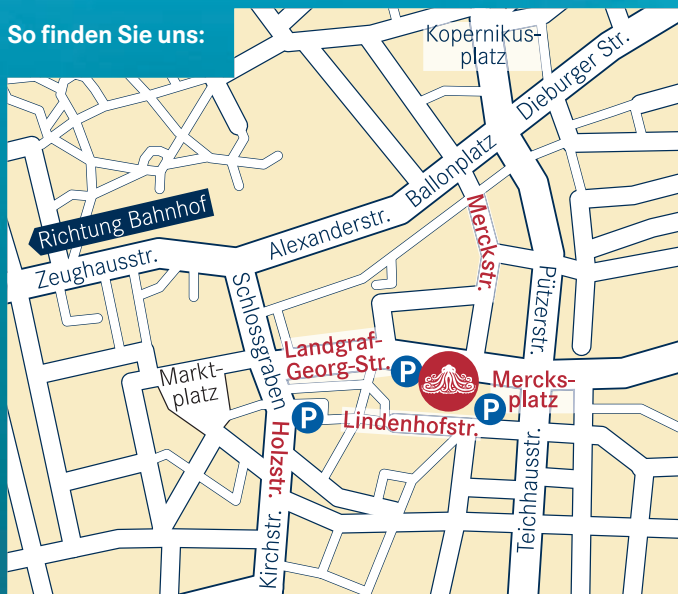 So finden Sie uns:
Kopernikus-
platz
Dieburger Str.
Ballonplatz
Merckstr.
Richtung Bahnhof
Alexanderstr.
Zeughausstr.
Schlossgraben
Pützerstr.
Landgraf-
Georg-Str.
P
Markt-
platz
Mercks-
platz
P
P
Lindenhofstr.
Holzstr.
Teichhausstr.
Kirchstr.